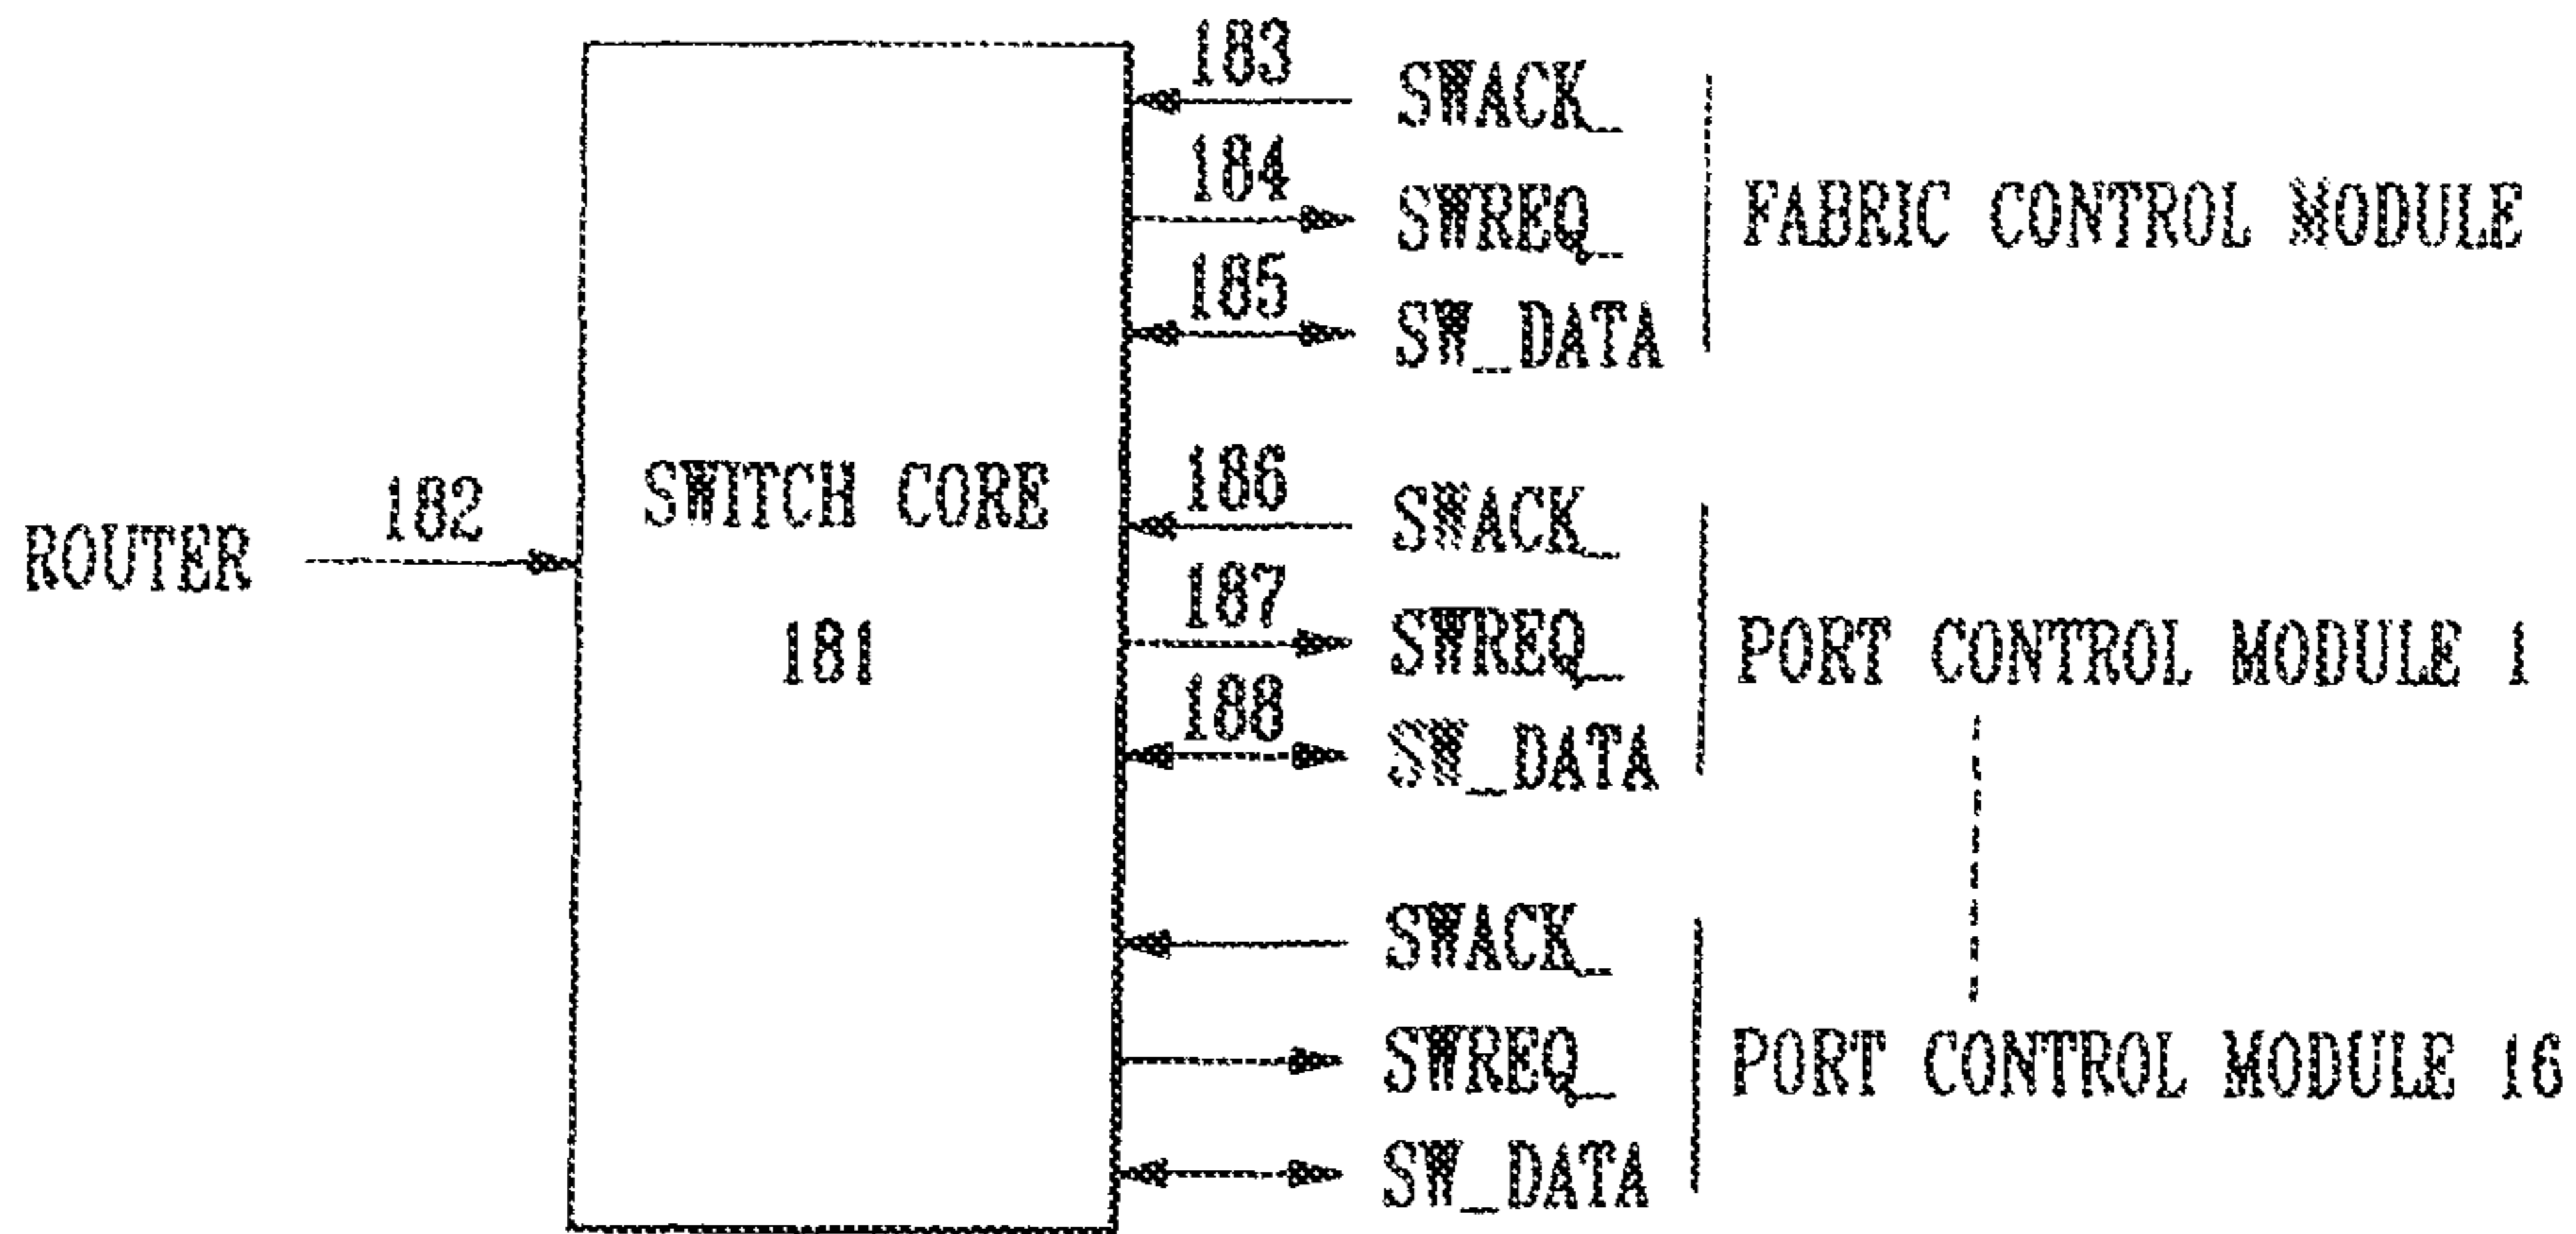 183
SWACK_
184
SWREQ_
FABRIC CONTROL MODULE
185
SW_DATA
SWITCH CORE
181
ROUTER
182
186
SWACK_
187
SWREQ_
PORT CONTROL MODULE 1
188
SW_DATA
SWACK_
SWREQ_
PORT CONTROL MODULE 16
SW_DATA